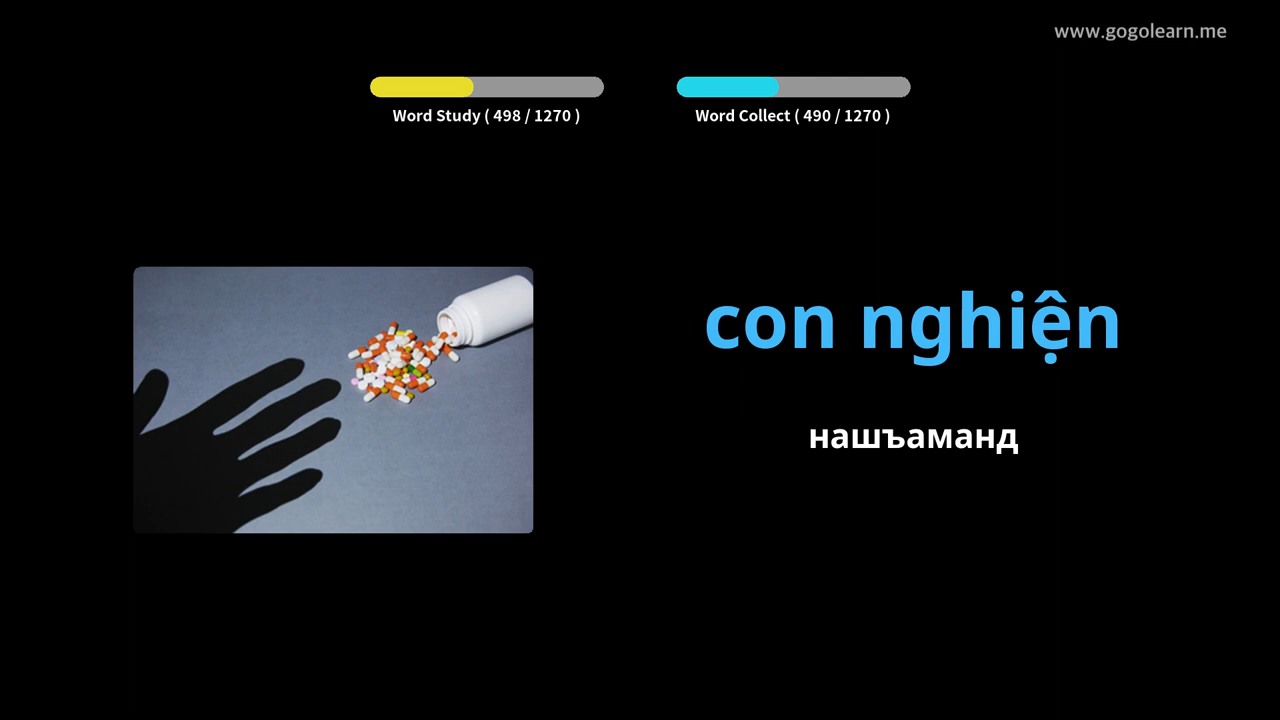 www.gogolearn.me
Word Study ( 498 / 1270 )
Word Collect ( 490 / 1270 )
con nghiện
нашъаманд